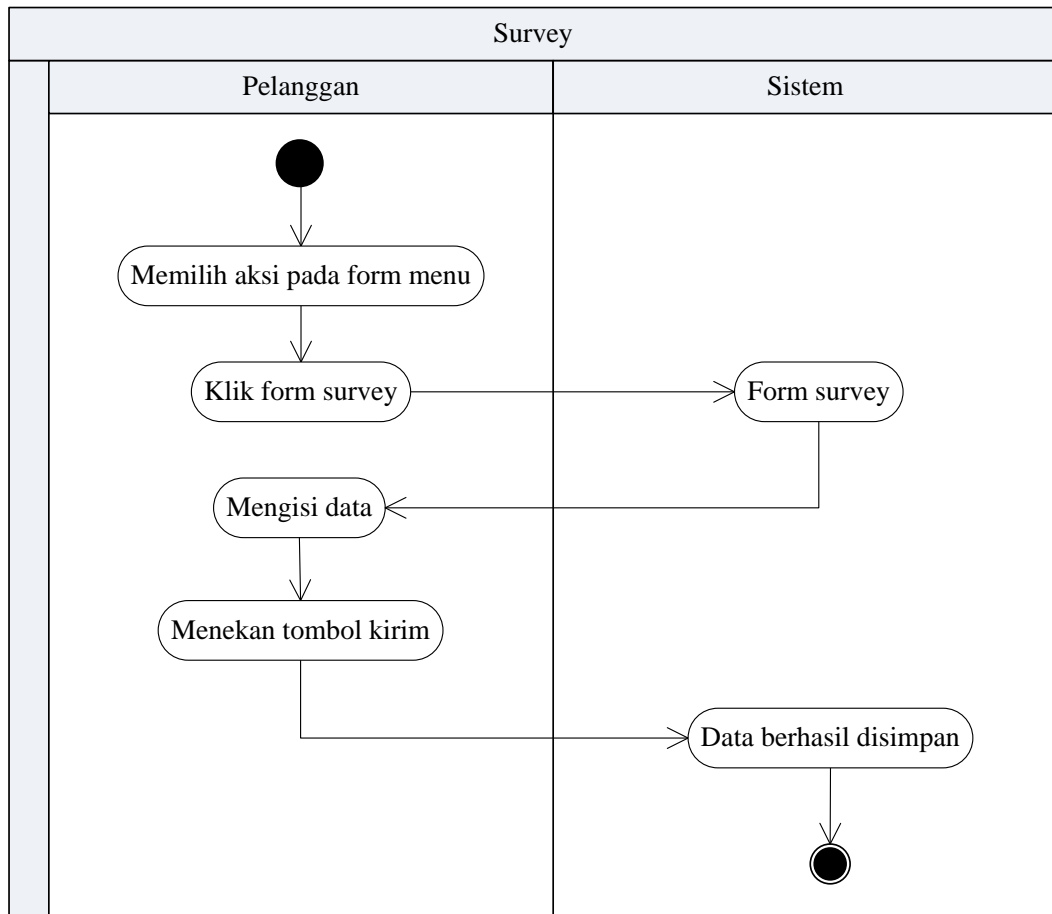 Survey
Pelanggan
Sistem
Memilih aksi pada form menu
Klik form survey
Form survey
Mengisi data
Menekan tombol kirim
Data berhasil disimpan